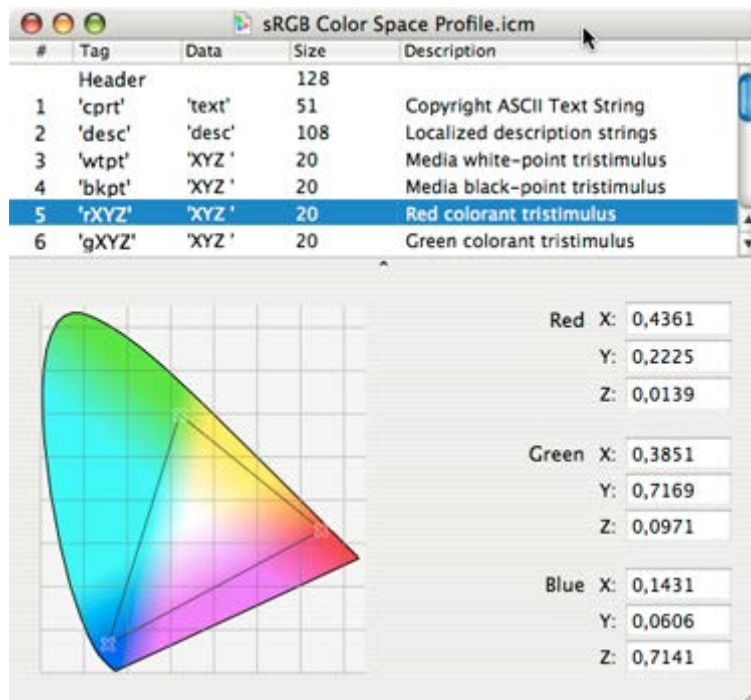 sRGB Color Space Profile.icm
# Tag Data Size Description
Header 128
1 'cprt' 'text' 51 Copyright ASCII Text String
2 'desc' 'desc' 108 Localized description strings
3 'wtpt' 'XYZ ' 20 Media white-point tristimulus
4 'bkpt' 'XYZ ' 20 Media black-point tristimulus
5 'rXYZ' 'XYZ ' 20 Red colorant tristimulus
6 'gXYZ' 'XYZ ' 20 Green colorant tristimulus
Red X: 0,4361
Y: 0,2225
Z: 0,0139
Green X: 0,3851
Y: 0,7169
Z: 0,0971
Blue X: 0,1431
Y: 0,0606
Z: 0,7141